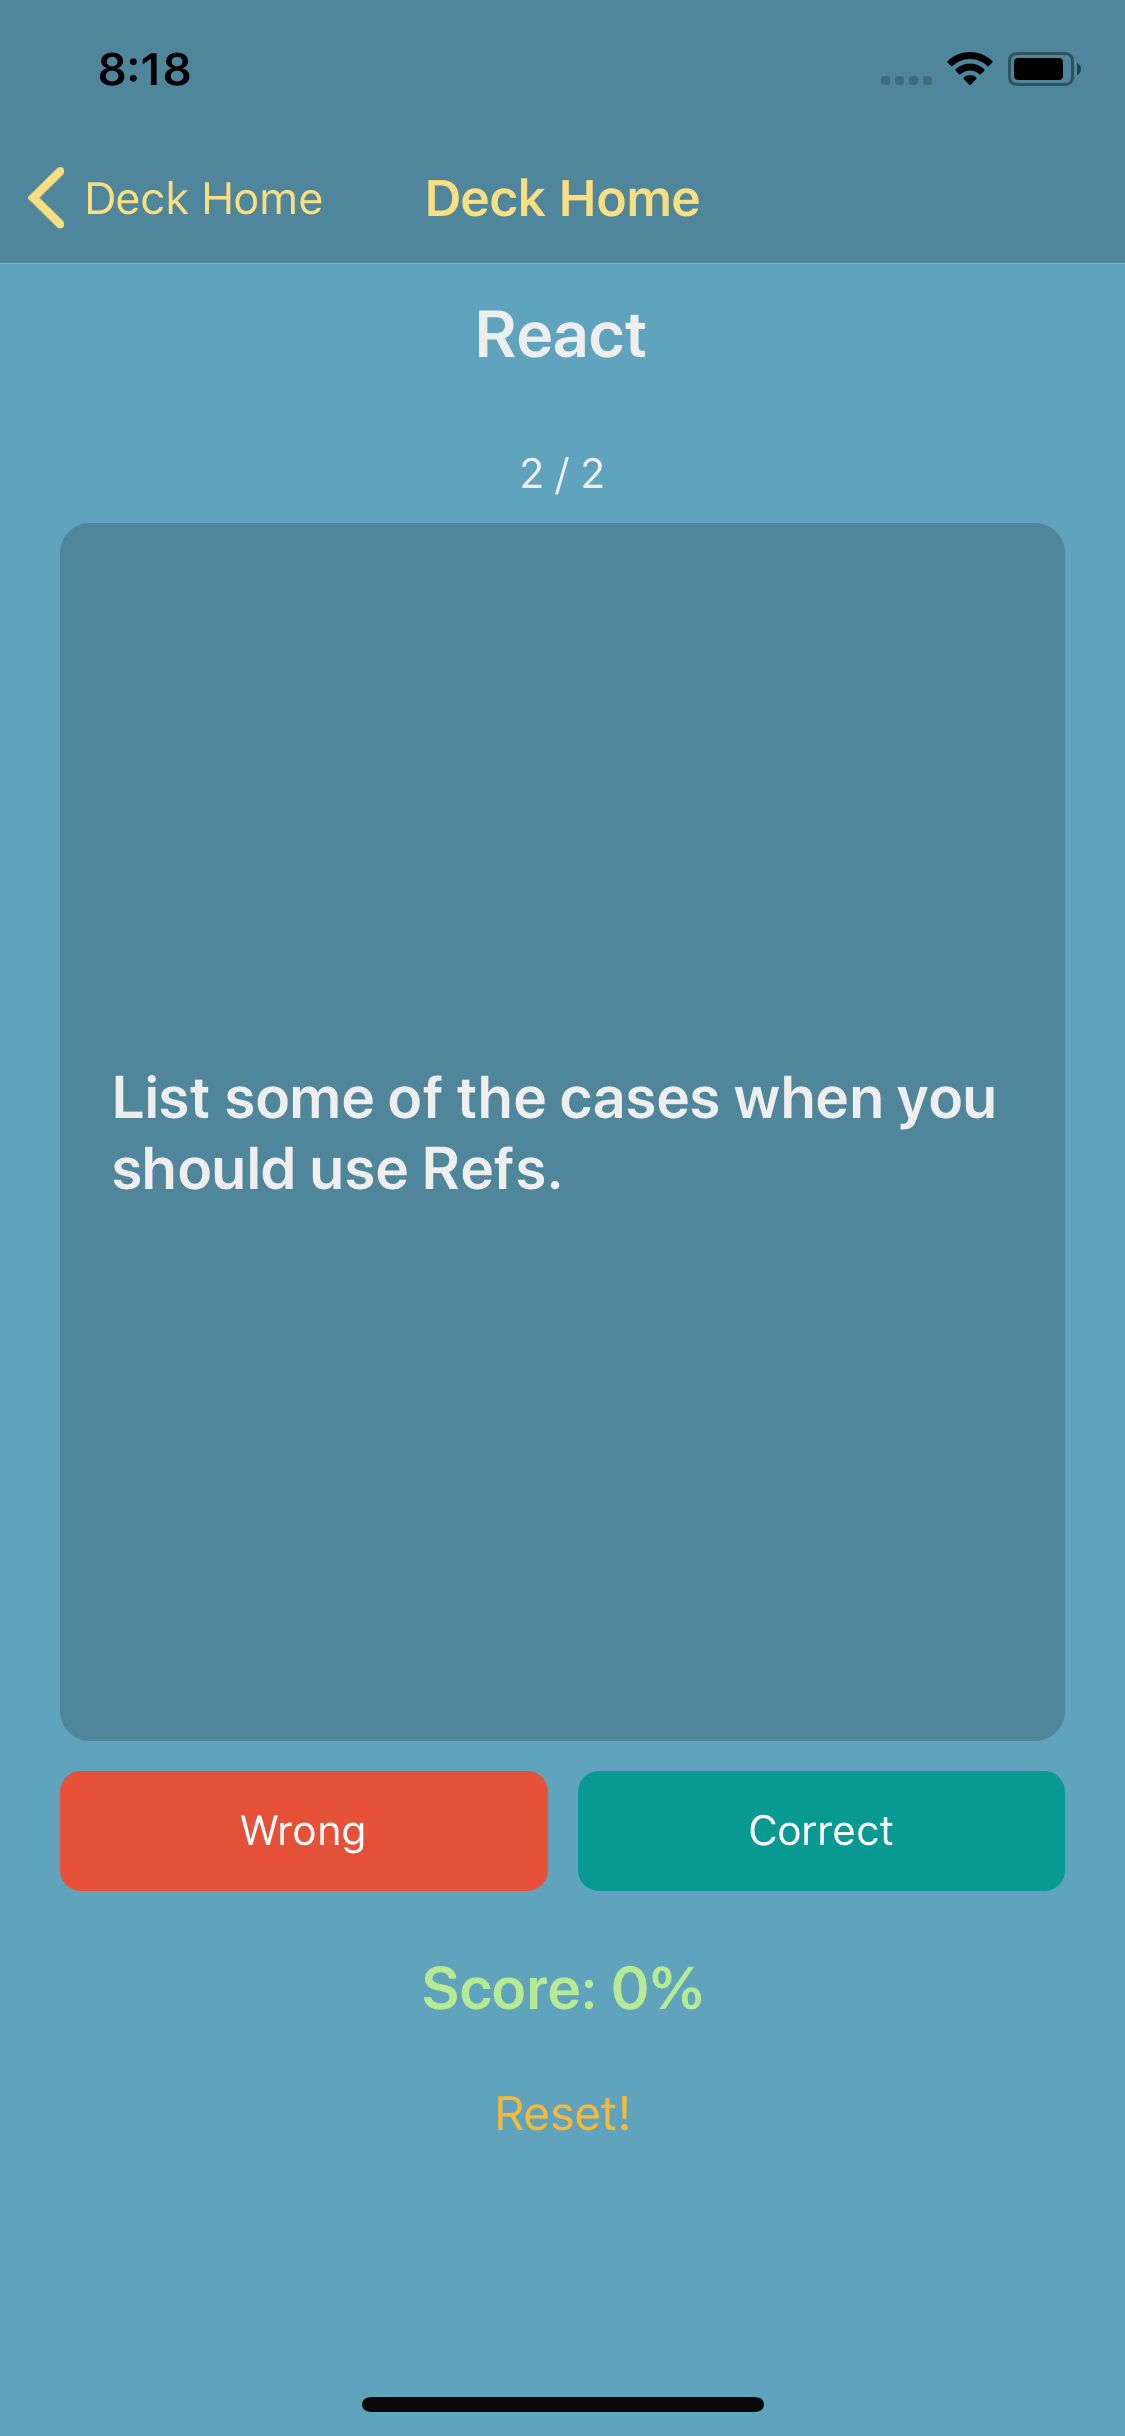 8:18
Deck Home
Deck Home
React
2 / 2
List some of the cases when you
should use Refs.
Wrong
Correct
Score: 0%
Reset!